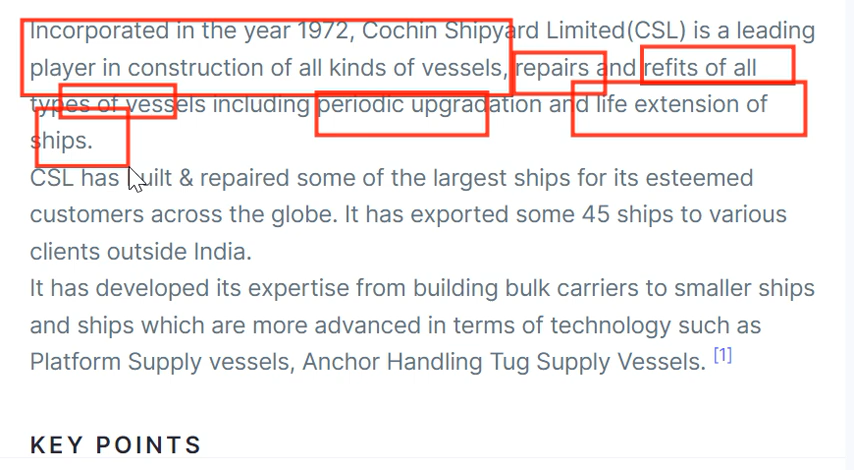 Incorporated in the year 1972, Cochin Shipyard Limited(CSL) is a leading
player in construction of all kinds of vessels, repairs and refits of all
types of vessels including periodic upgradation and life extension of
ships.
CSL has built & repaired some of the largest ships for its esteemed
customers across the globe. It has exported some 45 ships to various
clients outside India.
It has developed its expertise from building bulk carriers to smaller ships
and ships which are more advanced in terms of technology such as
Platform Supply vessels, Anchor Handling Tug Supply Vessels. [1]
KEY POINTS